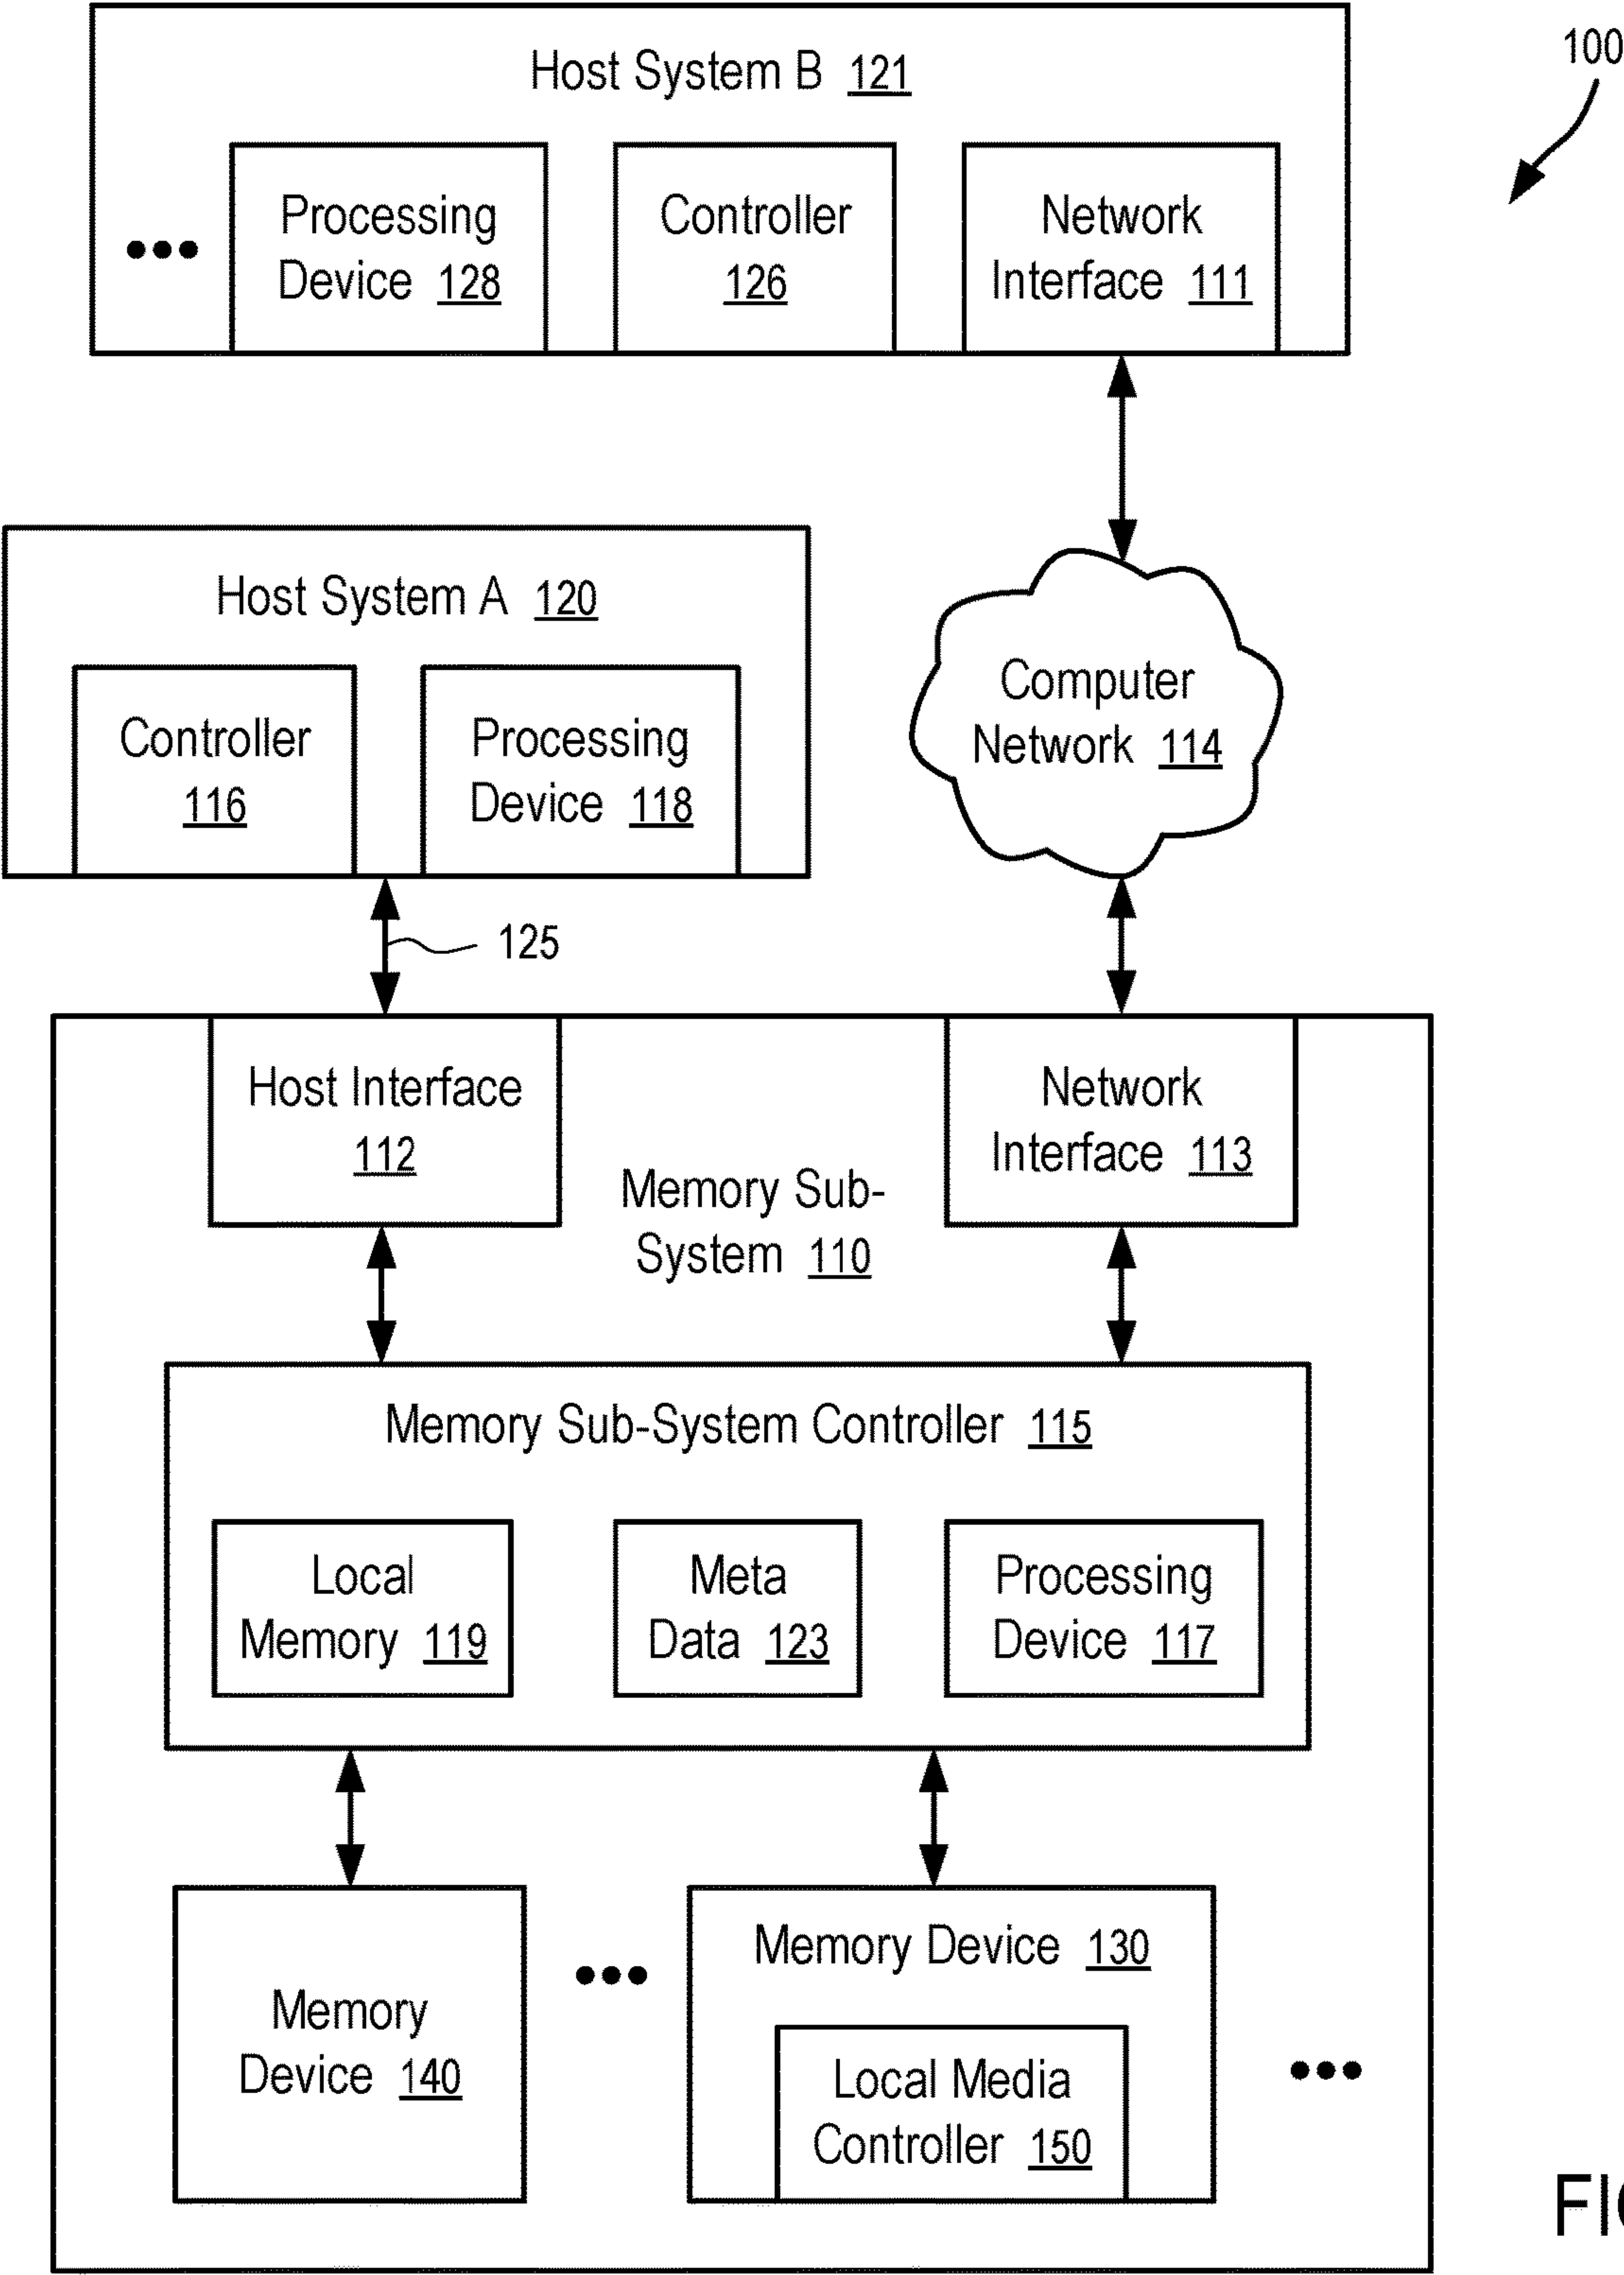 100
Host System B 121
Processing
Device 128
Controller
126
Network
Interface 111
Host System A 120
Controller
116
Processing
Device 118
Computer
Network 114
125
Host Interface
112
Network
Interface 113
Memory Sub-
System 110
Memory Sub-System Controller 115
Local
Memory 119
Meta
Data 123
Processing
Device 117
Memory
Device 140
Memory Device 130
Local Media
Controller 150